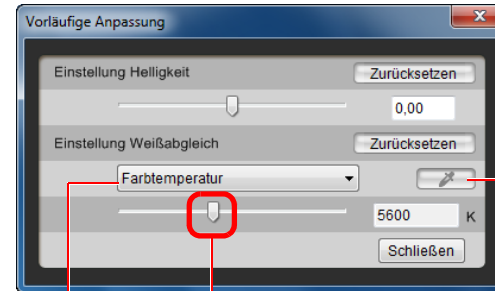 Vorläufige Anpassung
Einstellung Helligkeit Zurücksetzen
0,00
Einstellung Weißabgleich Zurücksetzen
Farbtemperatur
5600 K
Schließen